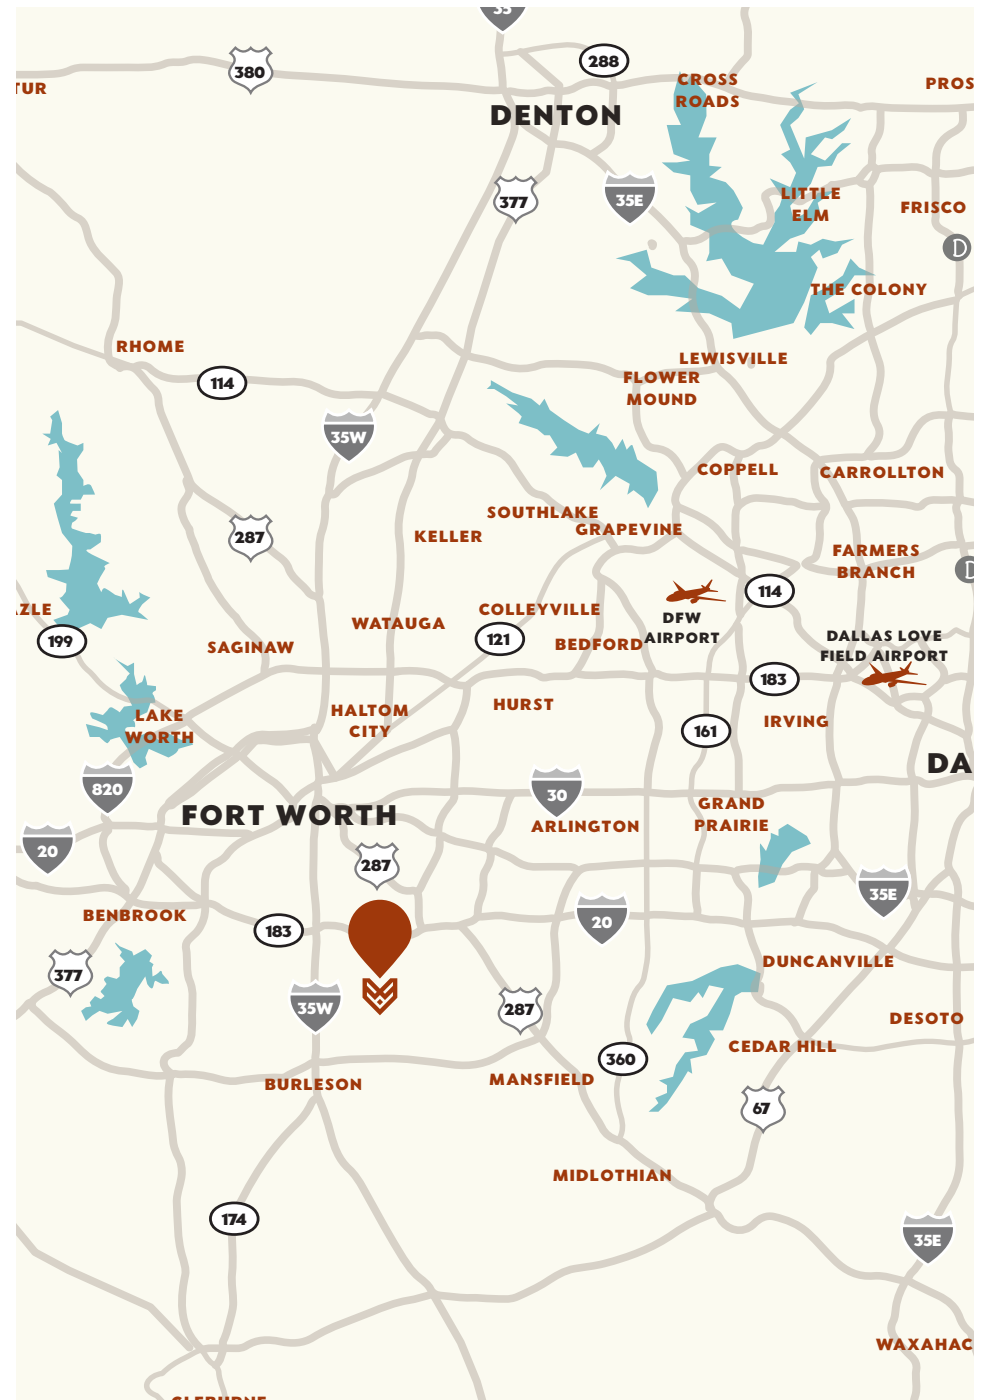 35
380
288
CROSS
ROADS
PROS
TUR
DENTON
377
35E
LITTLE
ELM
FRISCO
D
THE COLONY
RHOME
LEWISVILLE
FLOWER
MOUND
114
35W
COPPELL
CARROLLTON
SOUTHLAKE
GRAPEVINE
KELLER
287
FARMERS
BRANCH
D
114
ZLE
COLLEYVILLE
DFW
AIRPORT
WATAUGA
199
121
BEDFORD
SAGINAW
DALLAS LOVE
FIELD AIRPORT
183
HURST
LAKE
WORTH
HALTOM
CITY
161
IRVING
DA
820
30
GRAND
PRAIRIE
FORT WORTH
ARLINGTON
20
287
35E
BENBROOK
20
183
377
DUNCANVILLE
35W
287
DESOTO
CEDAR HILL
360
BURLESON
MANSFIELD
67
MIDLOTHIAN
174
35E
WAXAHAC
CLEBURNE